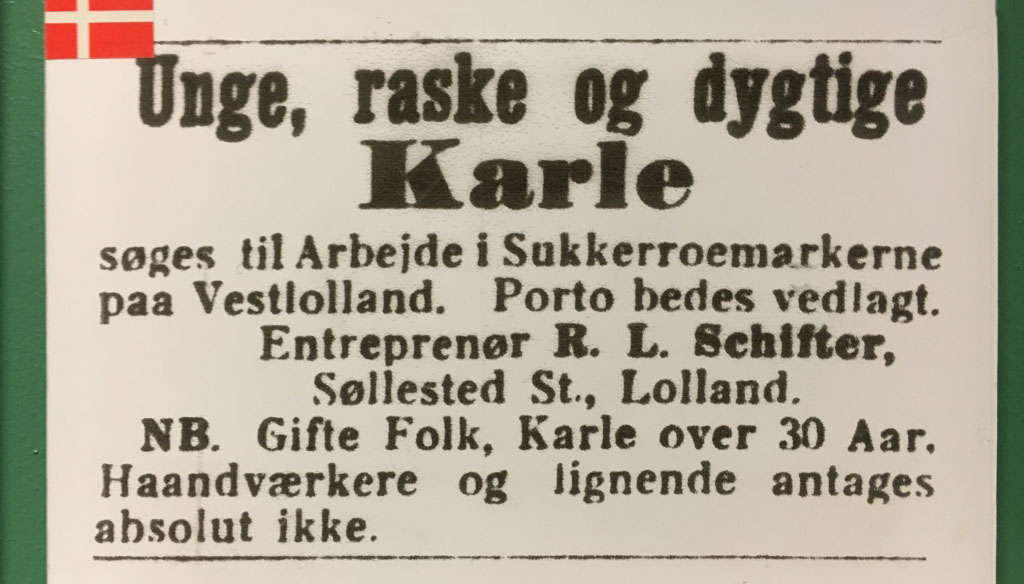 Unge, raske og dygtige
Karle
søges til Arbejde i Sukkerroemarkerne
paa Vestlolland. Porto bedes vedlagt.
Entreprenør R. L. Schifter,
Søllested St., Lolland.
NB. Gifte Folk, Karle over 30 Aar.
Haandværkere og lignende antages
absolut ikke.